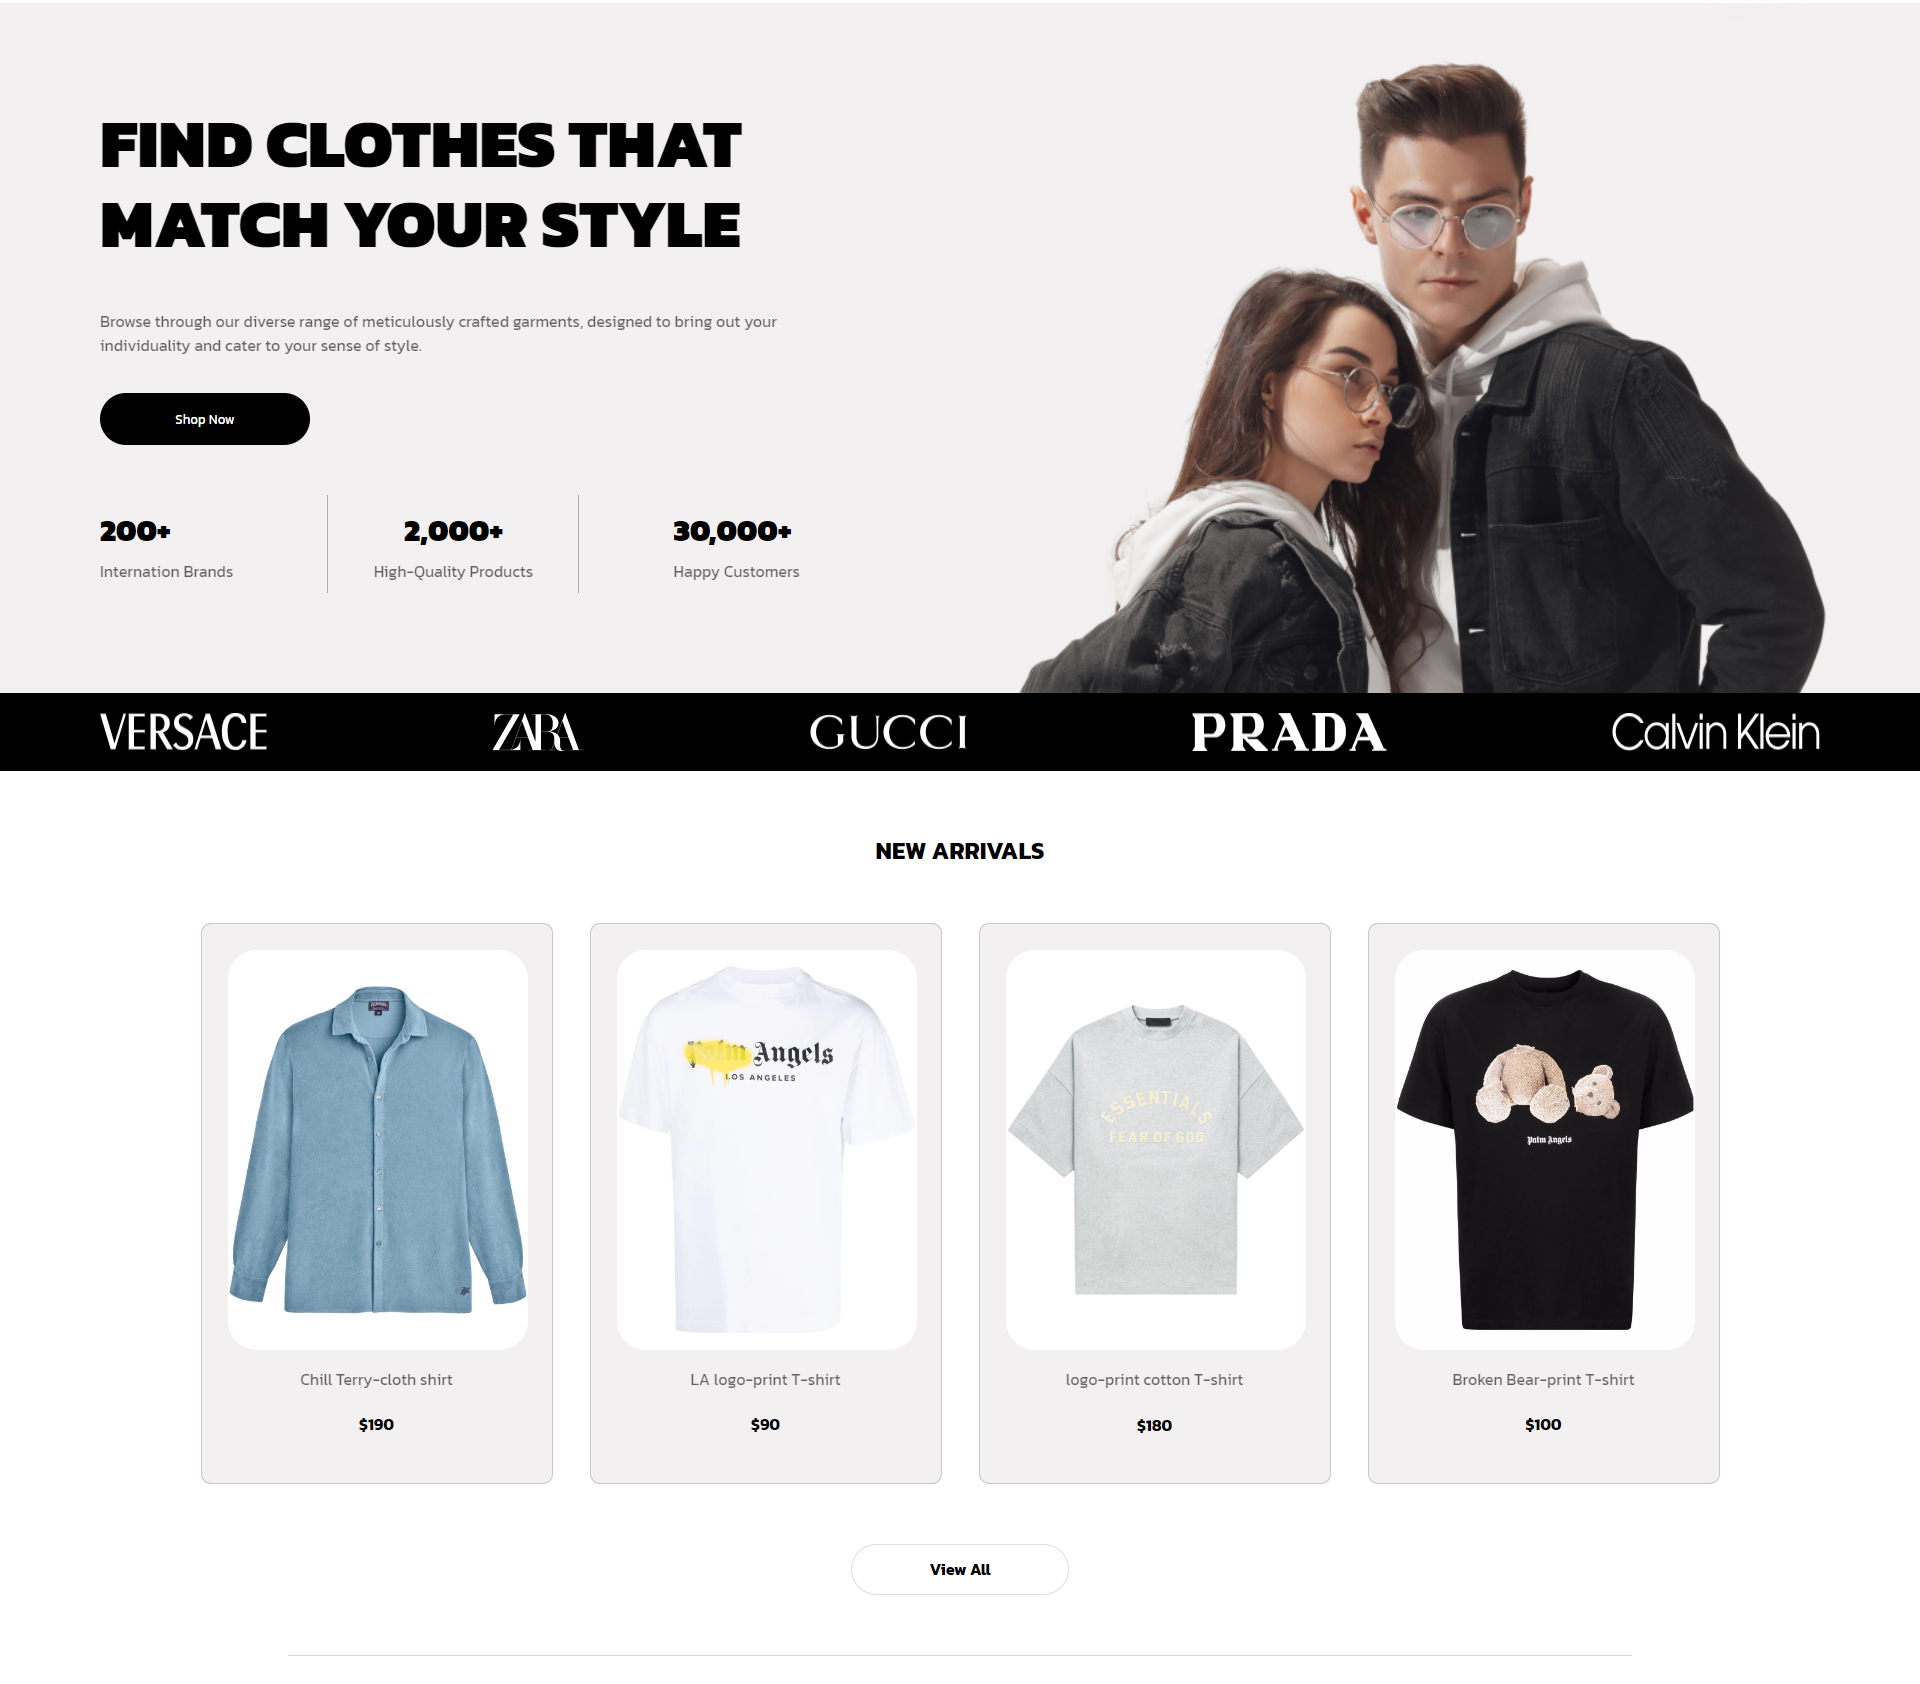 FIND CLOTHES THAT
MATCH YOUR STYLE
Browse through our diverse range of meticulously crafted garments, designed to bring out your
individuality and cater to your sense of style.
Shop Now
200+
Internation Brands
2,000+
High-Quality Products
30,000+
Happy Customers
VERSACE
ZARA
GUCCI
PRADA
Calvin Klein
NEW ARRIVALS
Palm Angels
LOS ANGELES
ESSENTIALS
FEAR OF GOD
Palm Angels
Chill Terry-cloth shirt
$190
LA logo-print T-shirt
$90
logo-print cotton T-shirt
$180
Broken Bear-print T-shirt
$100
View All